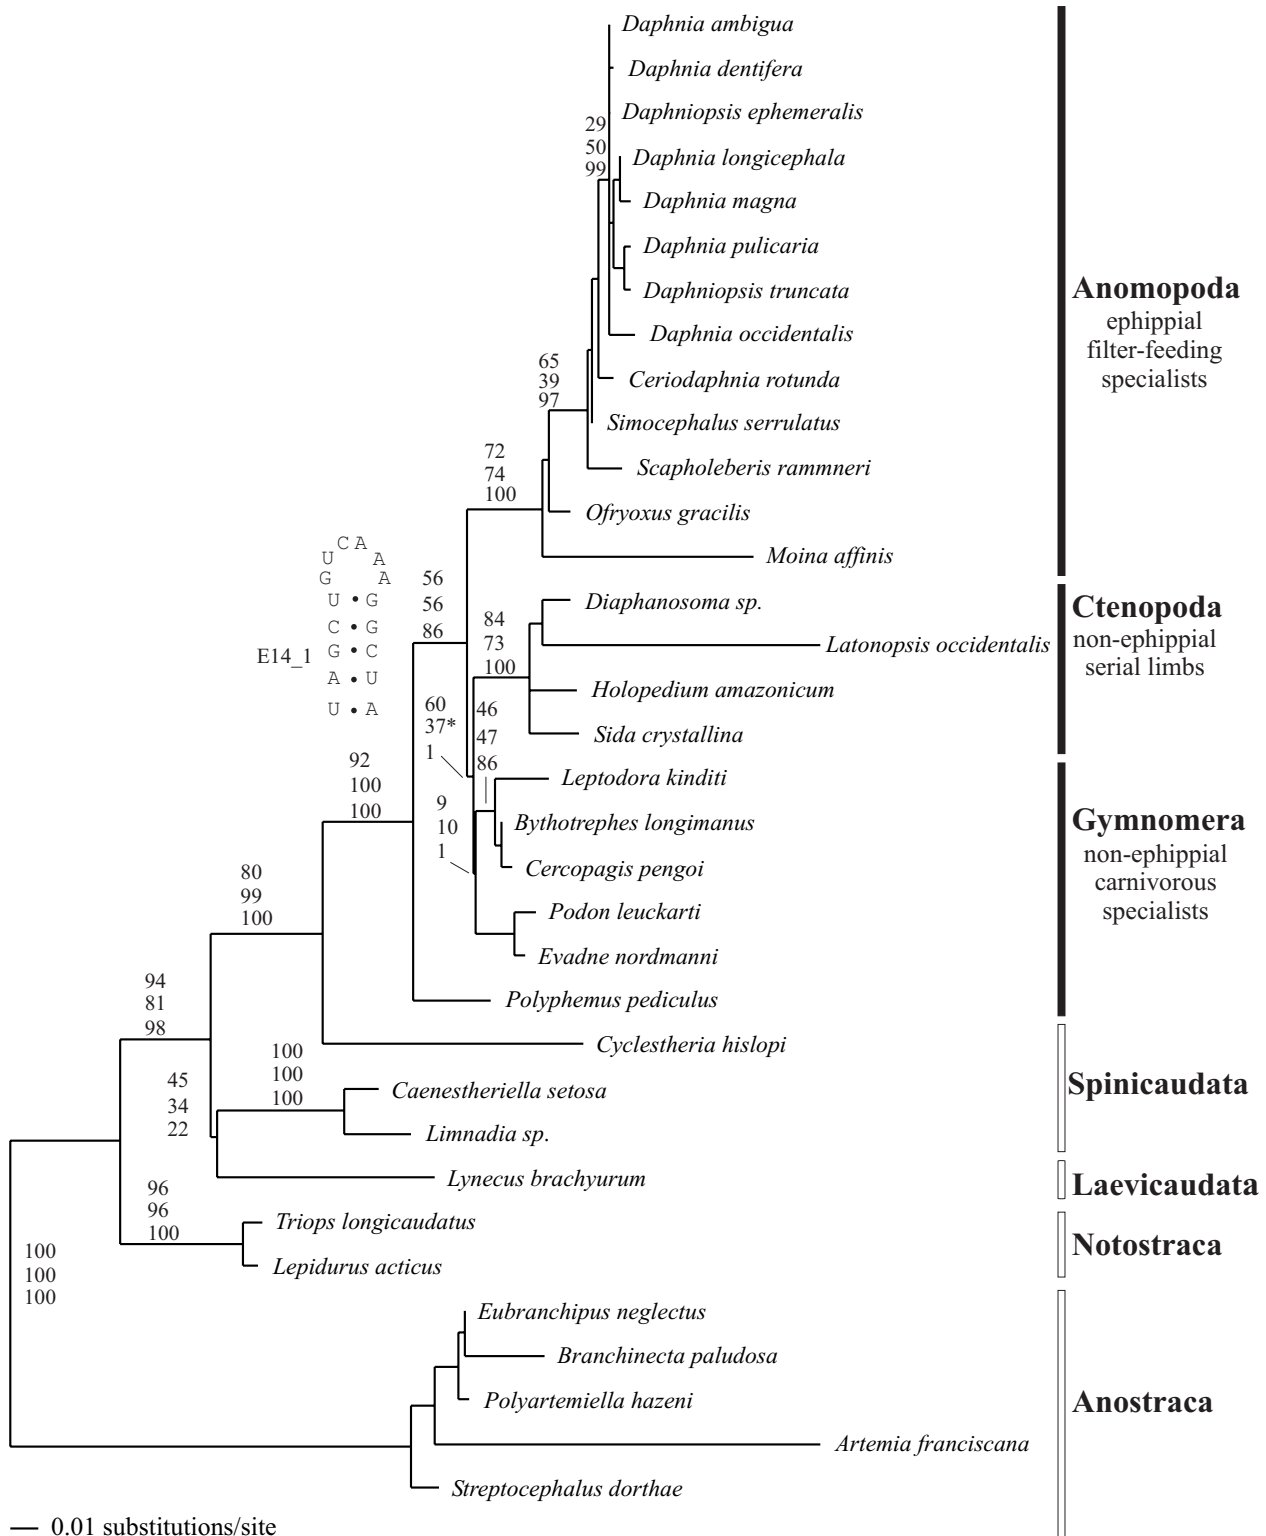 Daphnia ambigua
Daphnia dentifera
Daphniopsis ephemeralis
29
50
99
Daphnia longicephala
Daphnia magna
Daphnia pulicaria
Daphniopsis truncata
Daphnia occidentalis
Anomopoda
ephippial
filter-feeding
specialists
65
39
97
Ceriodaphnia rotunda
Simocephalus serrulatus
72
74
100
Scapholeberis rammneri
Ofryoxus gracilis
Moina affinis
C A
U A
G A
U • G
C • G
G • C
A • U
U • A
E14_1
56
56
86
84
73
100
Diaphanosoma sp.
Latonopsis occidentalis
Holopedium amazonicum
Sida crystallina
Ctenopoda
non-ephippial
serial limbs
60
37*
1
46
47
86
92
100
100
9
10
1
Leptodora kinditi
Bythotrephes longimanus
Cercopagis pengoi
Podon leuckarti
Evadne nordmanni
Polyphemus pediculus
Gymnomera
non-ephippial
carnivorous
specialists
80
99
100
94
81
98
Cyclestheria hislopi
100
100
100
Caenestheriella setosa
Limnadia sp.
Spinicaudata
45
34
22
Lynecus brachyurum
Laevicaudata
96
96
100
Triops longicaudatus
Lepidurus acticus
Notostraca
100
100
100
Eubranchipus neglectus
Branchinecta paludosa
Polyartemiella hazeni
Artemia franciscana
Streptocephalus dorthae
Anostraca
0.01 substitutions/site